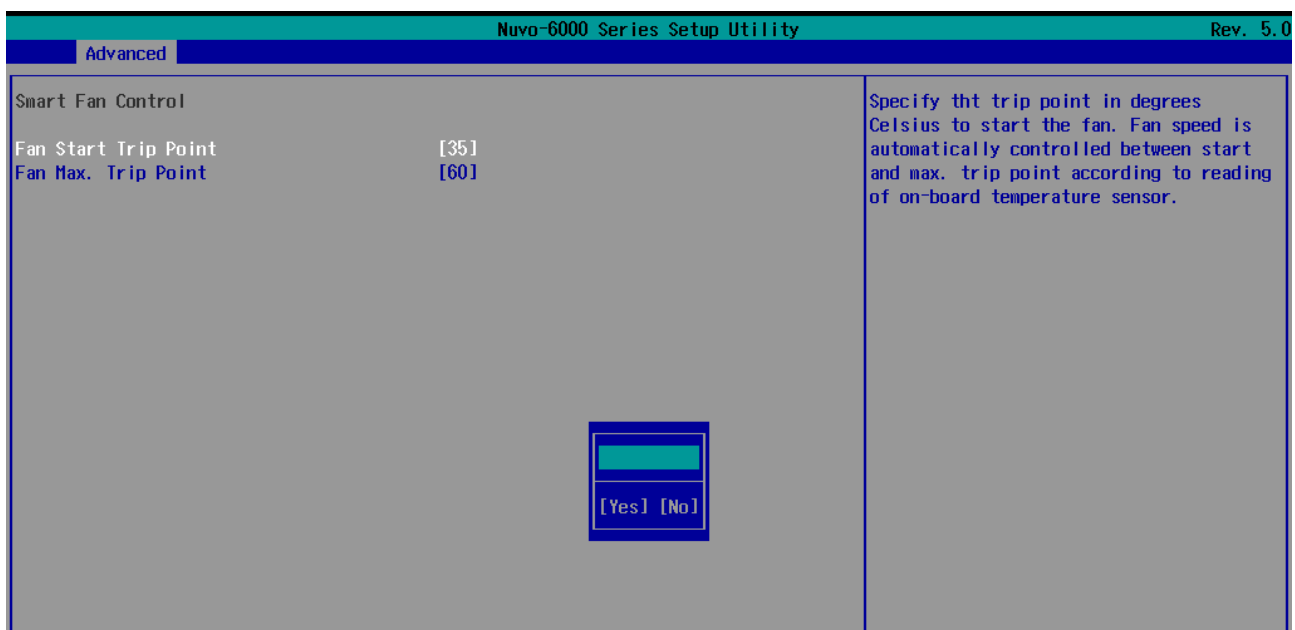 Nuvo-6000 Series Setup Utility Rev. 5.0
Advanced
Smart Fan Control
Fan Start Trip Point [35]
Fan Max. Trip Point [60]
Specify tht trip point in degrees
Celsius to start the fan. Fan speed is
automatically controlled between start
and max. trip point according to reading
of on-board temperature sensor.
[Yes] [No]